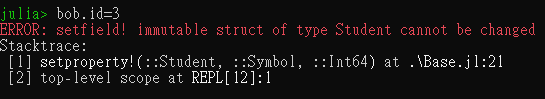 julia> bob.id=3
ERROR: setfield! immutable struct of type Student cannot be changed
Stacktrace:
[1] setproperty!(::Student, ::Symbol, ::Int64) at .\Base.jl:21
[2] top-level scope at REPL[12]:1